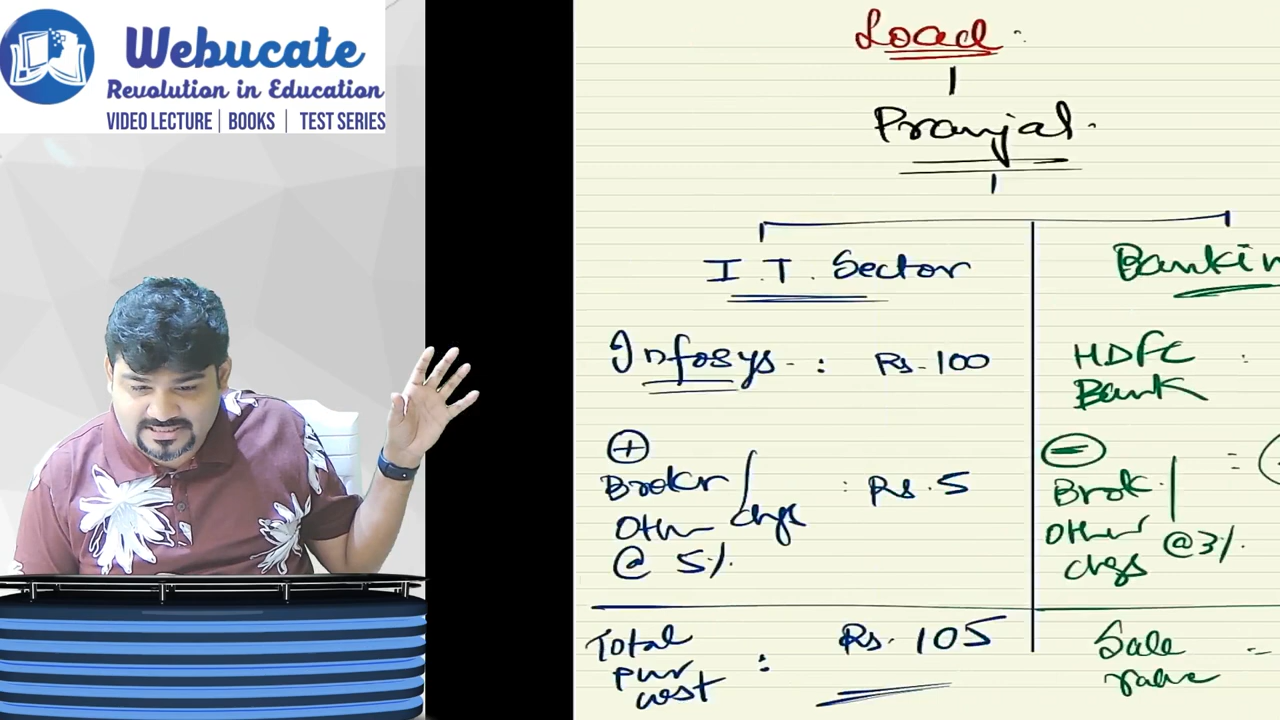 Webucate
Revolution in Education
VIDEO LECTURE | BOOKS | TEST SERIES
Load
Pranjal
I.T. Sector
Infosys : Rs. 100
+
Brokr
Other chgs
@ 5%
: Rs. 5
Total
pur
cost : Rs. 105
Bankin
HDFC :
Bank
-
Brok.
Other
chgs @3%
=
Sale
value =